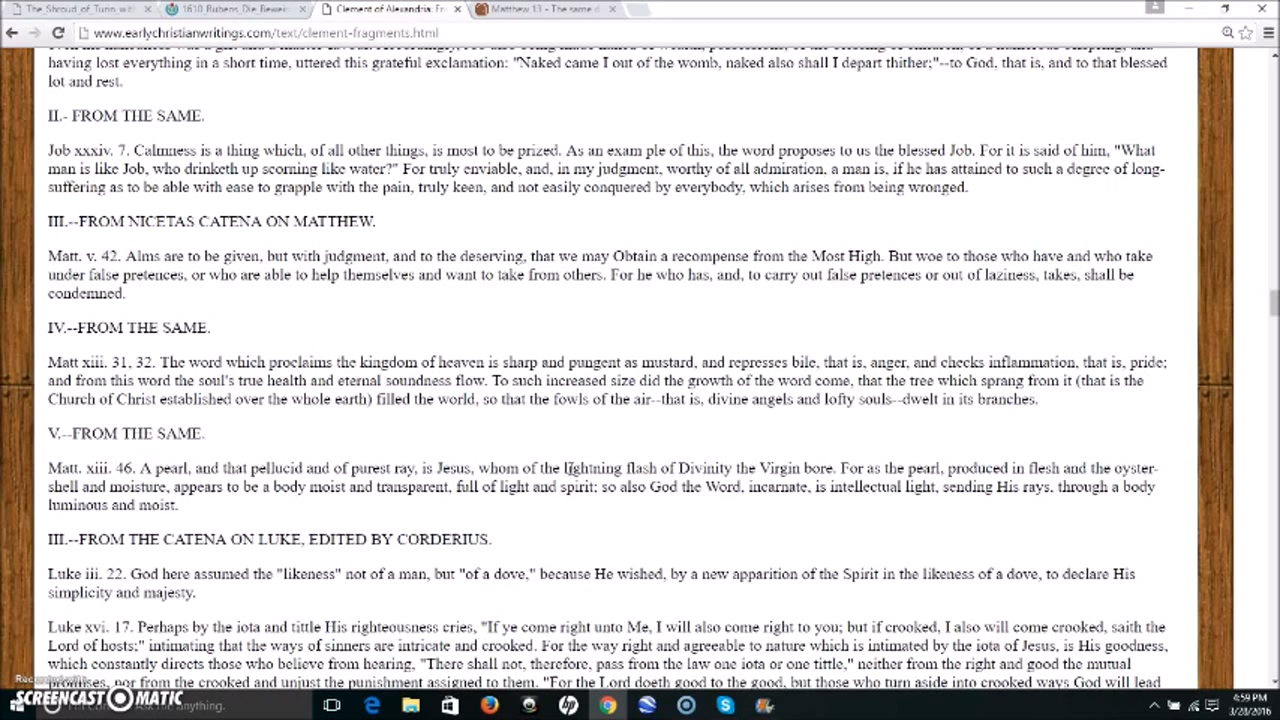 The Shroud of Turin with
1610 Rubens Die Bewein
Clement of Alexandria: Fr
Matthew 13 - The same d
www.earlychristianwritings.com/text/clement-fragments.html
having lost everything in a short time, uttered this grateful exclamation: "Naked came I out of the womb, naked also shall I depart thither;"--to God, that is, and to that blessed
lot and rest.
II.- FROM THE SAME.
Job xxxiv. 7. Calmness is a thing which, of all other things, is most to be prized. As an exam ple of this, the word proposes to us the blessed Job. For it is said of him, "What
man is like Job, who drinketh up scorning like water?" For truly enviable, and, in my judgment, worthy of all admiration, a man is, if he has attained to such a degree of long-
suffering as to be able with ease to grapple with the pain, truly keen, and not easily conquered by everybody, which arises from being wronged.
III.--FROM NICETAS CATENA ON MATTHEW.
Matt. v. 42. Alms are to be given, but with judgment, and to the deserving, that we may Obtain a recompense from the Most High. But woe to those who have and who take
under false pretences, or who are able to help themselves and want to take from others. For he who has, and, to carry out false pretences or out of laziness, takes, shall be
condemned.
IV.--FROM THE SAME.
Matt xiii. 31, 32. The word which proclaims the kingdom of heaven is sharp and pungent as mustard, and represses bile, that is, anger, and checks inflammation, that is, pride;
and from this word the soul's true health and eternal soundness flow. To such increased size did the growth of the word come, that the tree which sprang from it (that is the
Church of Christ established over the whole earth) filled the world, so that the fowls of the air--that is, divine angels and lofty souls--dwelt in its branches.
V.--FROM THE SAME.
Matt. xiii. 46. A pearl, and that pellucid and of purest ray, is Jesus, whom of the lightning flash of Divinity the Virgin bore. For as the pearl, produced in flesh and the oyster-
shell and moisture, appears to be a body moist and transparent, full of light and spirit; so also God the Word, incarnate, is intellectual light, sending His rays, through a body
luminous and moist.
III.--FROM THE CATENA ON LUKE, EDITED BY CORDERIUS.
Luke iii. 22. God here assumed the "likeness" not of a man, but "of a dove," because He wished, by a new apparition of the Spirit in the likeness of a dove, to declare His
simplicity and majesty.
Luke xvi. 17. Perhaps by the iota and tittle His righteousness cries, "If ye come right unto Me, I will also come right to you; but if crooked, I also will come crooked, saith the
Lord of hosts;" intimating that the ways of sinners are intricate and crooked. For the way right and agreeable to nature which is intimated by the iota of Jesus, is His goodness,
which constantly directs those who believe from hearing, "There shall not, therefore, pass from the law one iota or one tittle," neither from the right and good the mutual
nor from the crooked and unjust the punishment assigned to them. "For the Lord doeth good to the good, but those who turn aside into crooked ways God will lead
Recorded with
SCREENCAST-O-MATIC
Ask me anything.
4:59 PM
3/28/2016